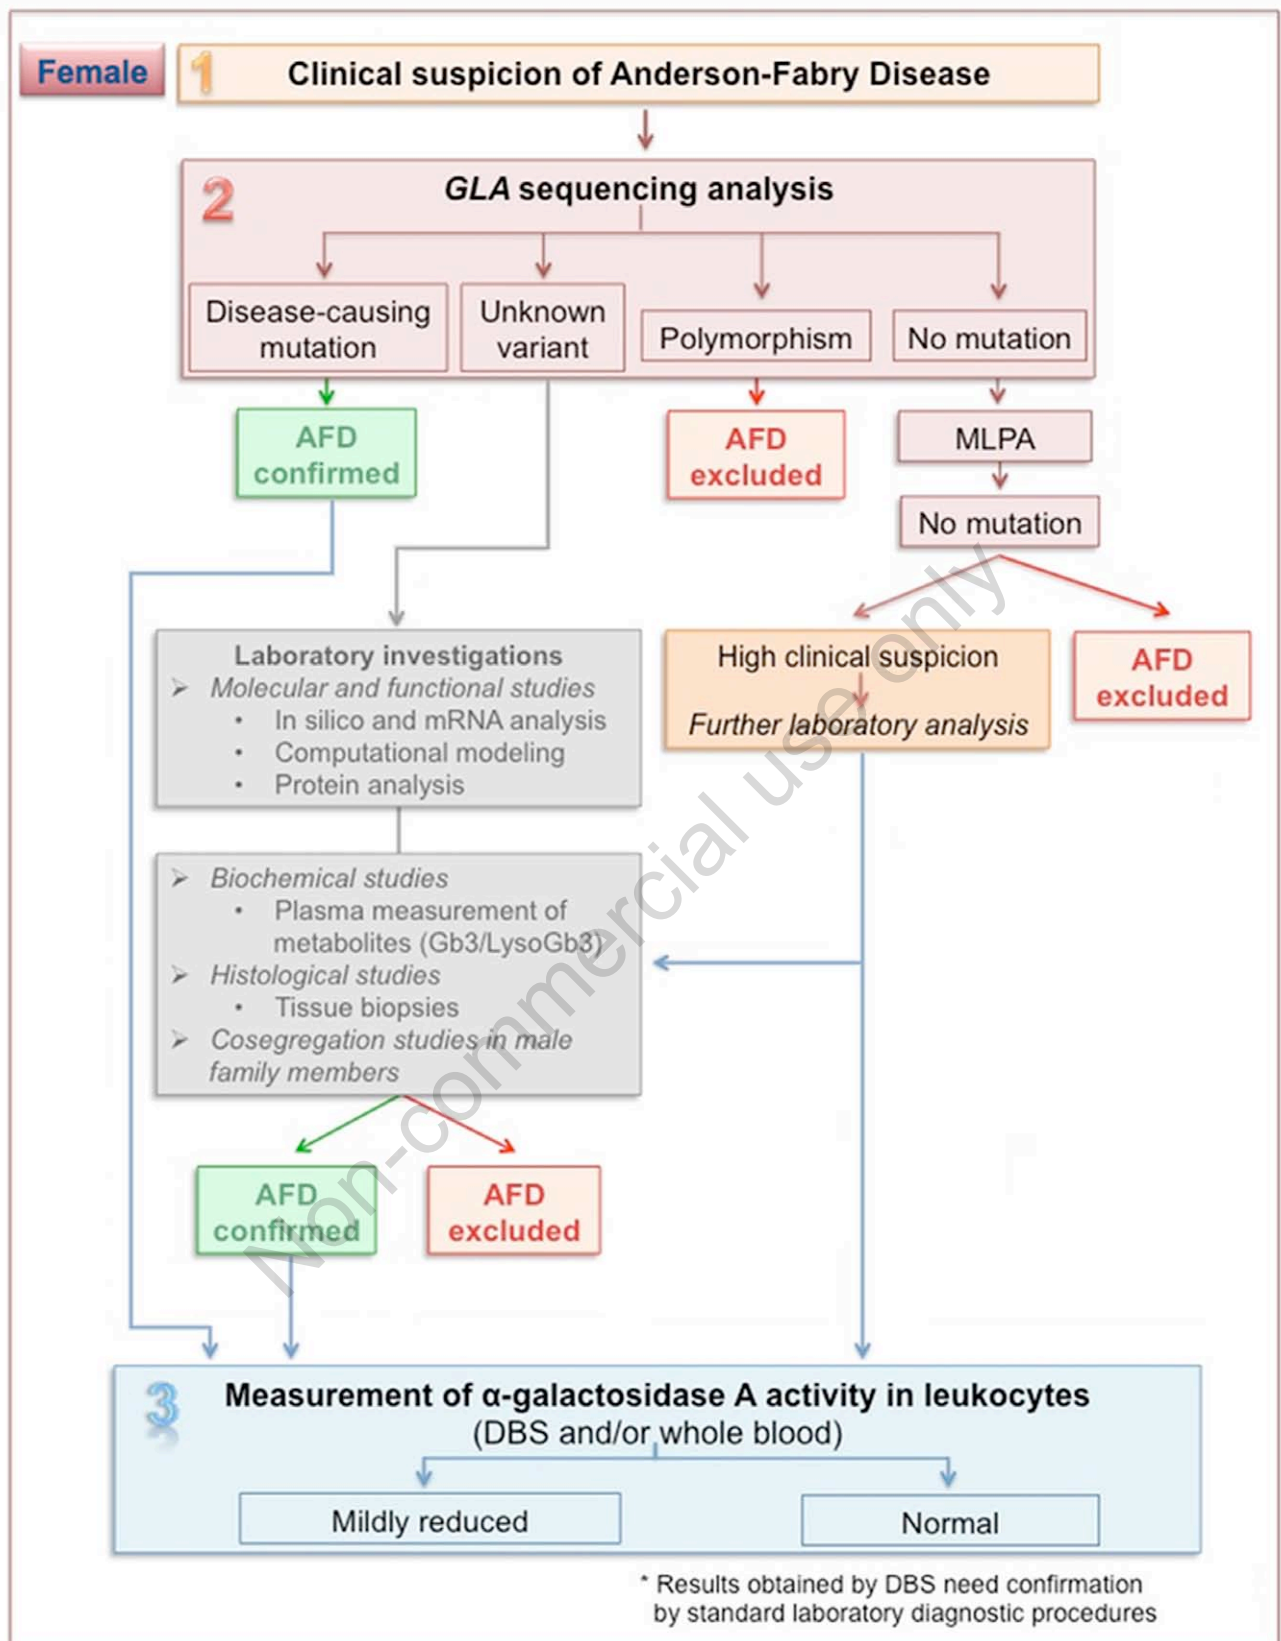 Female
1
Clinical suspicion of Anderson-Fabry Disease
2
GLA sequencing analysis
Disease-causing
mutation
Unknown
variant
Polymorphism
No mutation
AFD
confirmed
AFD
excluded
MLPA
No mutation
Laboratory investigations
➢ Molecular and functional studies
• In silico and mRNA analysis
• Computational modeling
• Protein analysis
High clinical suspicion
Further laboratory analysis
AFD
excluded
➢ Biochemical studies
• Plasma measurement of
metabolites (Gb3/LysoGb3)
➢ Histological studies
• Tissue biopsies
➢ Cosegregation studies in male
family members
AFD
confirmed
AFD
excluded
3
Measurement of α-galactosidase A activity in leukocytes
(DBS and/or whole blood)
Mildly reduced
Normal
* Results obtained by DBS need confirmation
by standard laboratory diagnostic procedures
Non-commercial use only